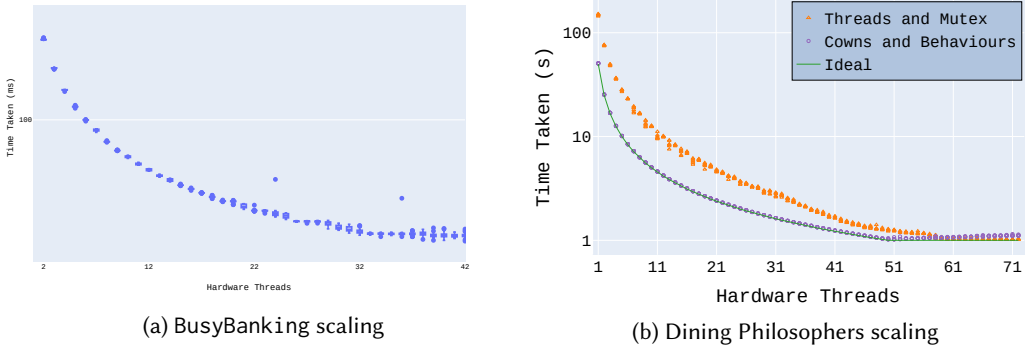 Time Taken (ms)
100
2
12
22
32
42
Hardware Threads
(a) BusyBanking scaling
Threads and Mutex
Cowns and Behaviours
Ideal
Time Taken (s)
100
10
1
1
11
21
31
41
51
61
71
Hardware Threads
(b) Dining Philosophers scaling